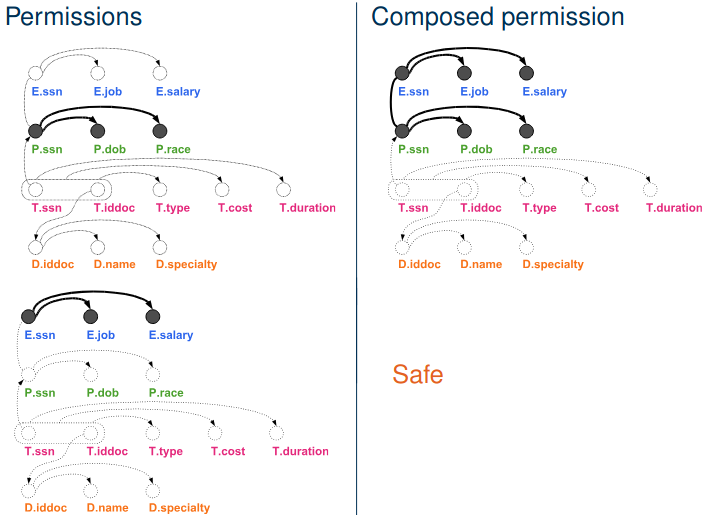 Permissions
E.ssn E.job E.salary
P.ssn P.dob P.race
T.ssn T.iddoc T.type T.cost T.duration
D.iddoc D.name D.specialty
E.ssn E.job E.salary
P.ssn P.dob P.race
T.ssn T.iddoc T.type T.cost T.duration
D.iddoc D.name D.specialty
Composed permission
E.ssn E.job E.salary
P.ssn P.dob P.race
T.ssn T.iddoc T.type T.cost T.duration
D.iddoc D.name D.specialty
Safe